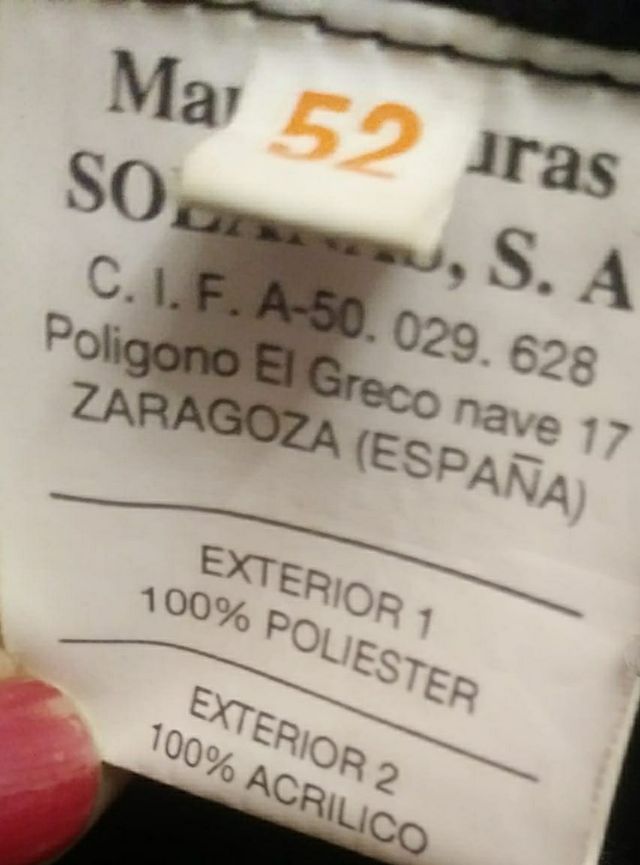 52
C. I. F. A-50. 029. 628
Poligono El Greco nave 17
ZARAGOZA (ESPAÑA)
EXTERIOR 1
100% POLIESTER
EXTERIOR 2
100% ACRILICO
, S. A